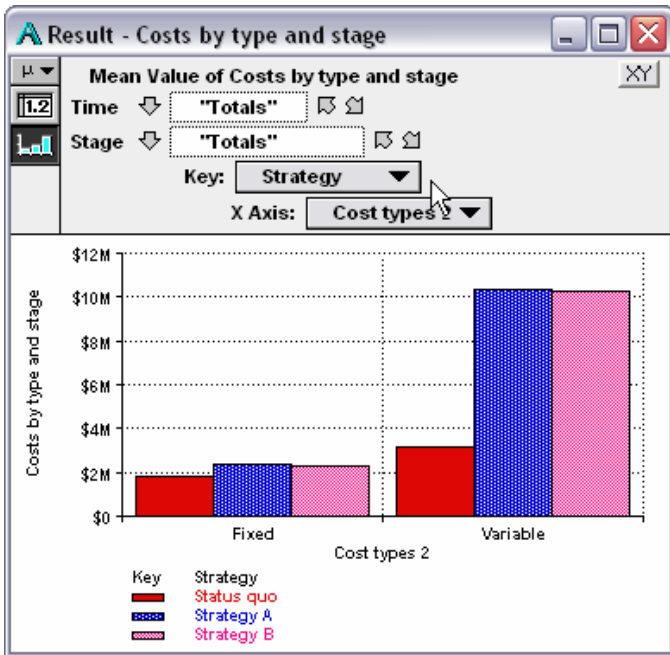 Result - Costs by type and stage
μ Mean Value of Costs by type and stage XY
1.2 Time "Totals"
Stage "Totals"
Key: Strategy
X Axis: Cost types 2
$12M
$10M
$8M
$6M
$4M
$2M
$0
Costs by type and stage
Fixed Variable
Cost types 2
Key Strategy
Status quo
Strategy A
Strategy B